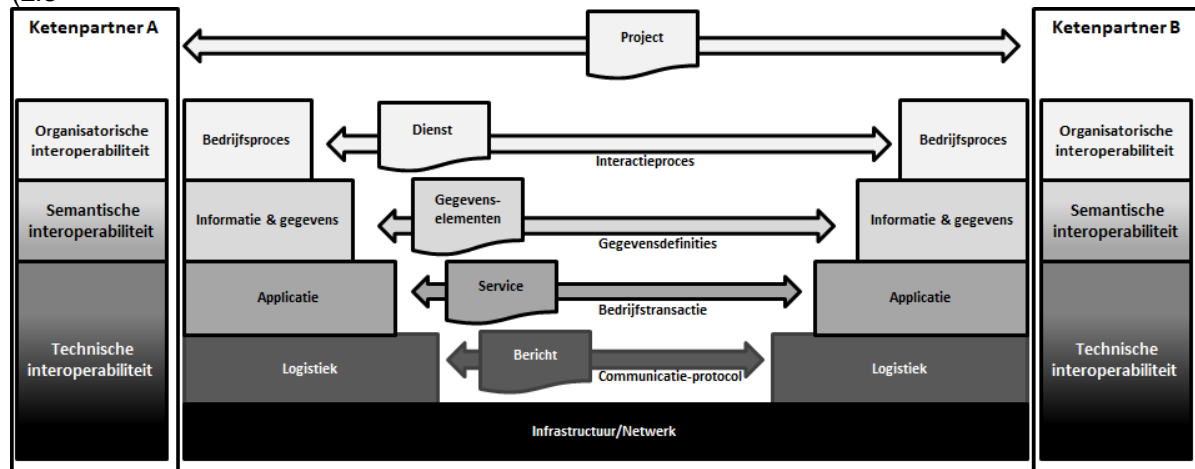 Ketenpartner A
Project
Ketenpartner B
Organisatorische
interoperabiliteit
Bedrijfsproces
Dienst
Interactieproces
Bedrijfsproces
Organisatorische
interoperabiliteit
Semantische
interoperabiliteit
Informatie & gegevens
Gegevens-
elementen
Gegevensdefinities
Informatie & gegevens
Semantische
interoperabiliteit
Technische
interoperabiliteit
Applicatie
Service
Bedrijfstransactie
Applicatie
Logistiek
Bericht
Communicatie-protocol
Logistiek
Technische
interoperabiliteit
Infrastructuur/Netwerk